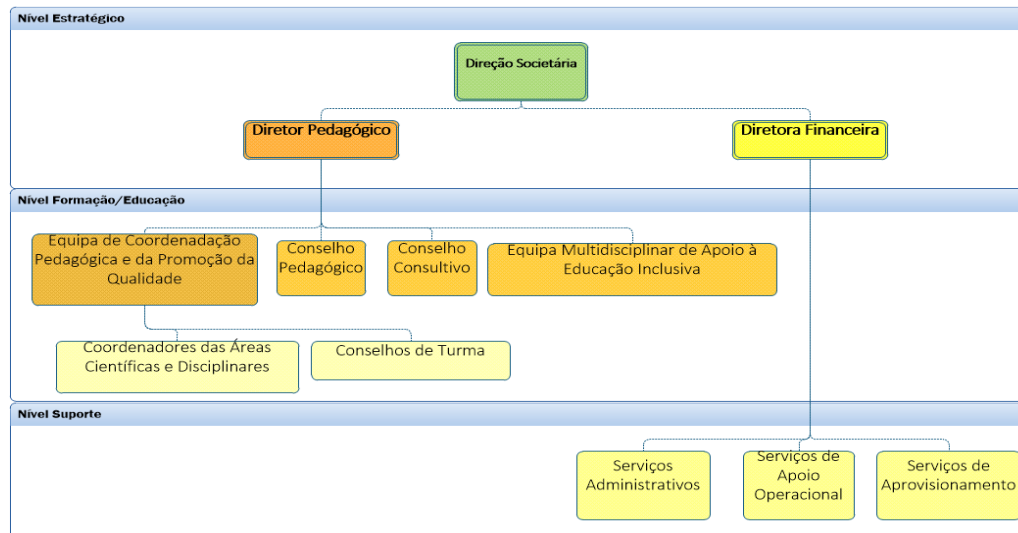 Nível Estratégico
Direção Societária
Diretor Pedagógico
Diretora Financeira
Nível Formação/Educação
Equipa de Coordenadação
Pedagógica e da Promoção da
Qualidade
Conselho
Pedagógico
Conselho
Consultivo
Equipa Multidisciplinar de Apoio à
Educação Inclusiva
Coordenadores das Áreas
Científicas e Disciplinares
Conselhos de Turma
Nível Suporte
Serviços
Administrativos
Serviços de
Apoio
Operacional
Serviços de
Aprovisionamento